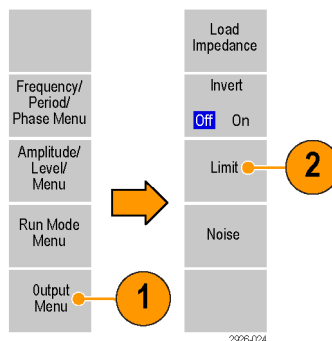 Frequency/
Period/
Phase Menu
Amplitude/
Level/
Menu
Run Mode
Menu
Output
Menu
1
Load
Impedance
Invert
Off On
Limit
2
Noise
2926-024